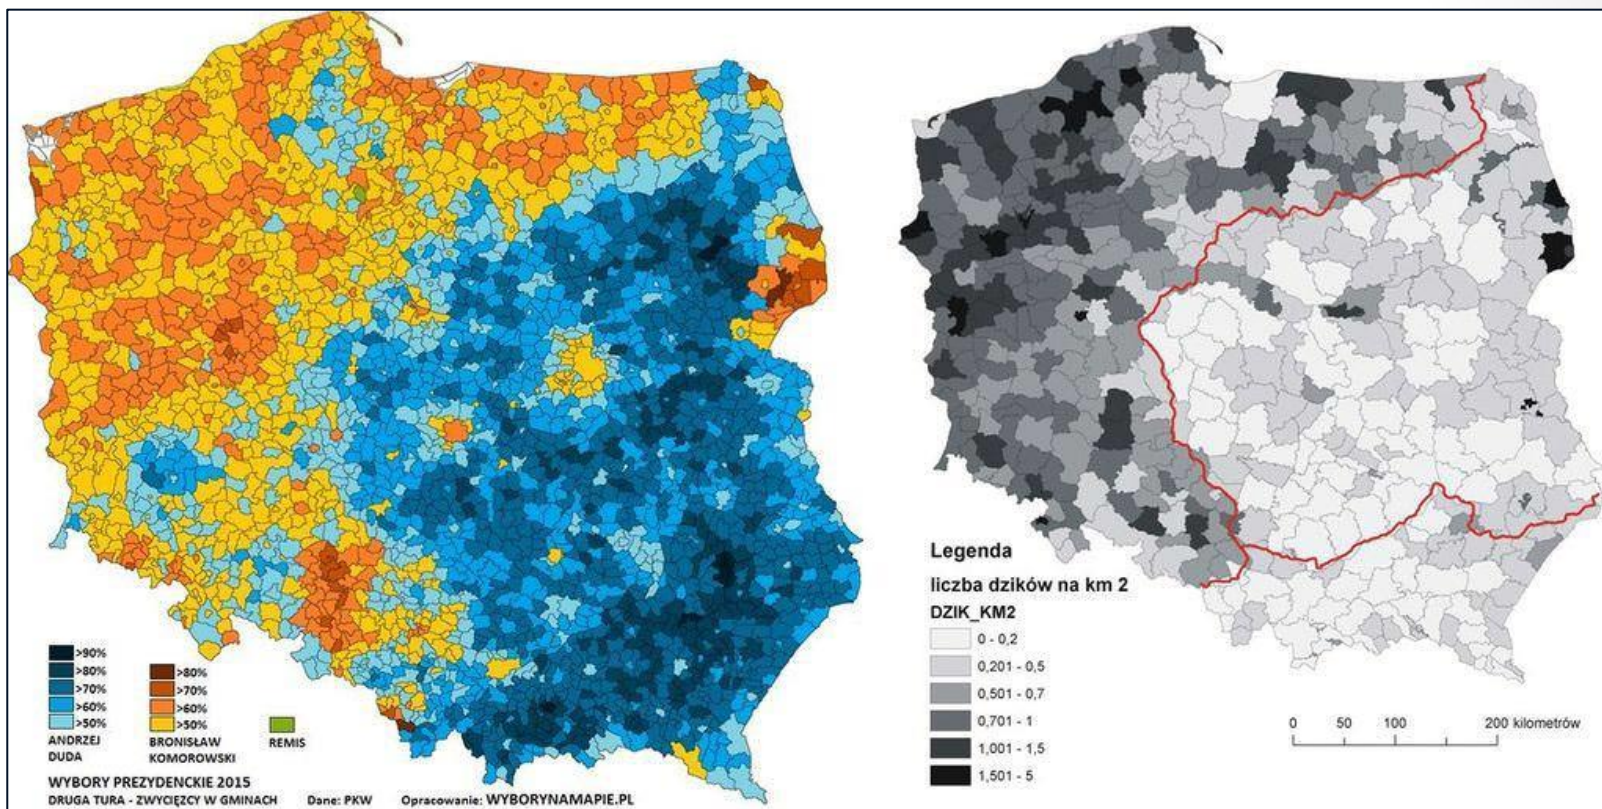 >90%
>80%
>70%
>60%
>50%
ANDRZEJ
DUDA
>80%
>70%
>60%
>50%
BRONISŁAW
KOMOROWSKI
REMIS
WYBORY PREZYDENCKIE 2015
DRUGA TURA - ZWYCIĘZCY W GMINACH Dane: PKW Opracowanie: WYBORYNAMAPIE.PL
Legenda
liczba dzików na km 2
DZIK_KM2
0 - 0,2
0,201 - 0,5
0,501 - 0,7
0,701 - 1
1,001 - 1,5
1,501 - 5
0 50 100 200 kilometrów